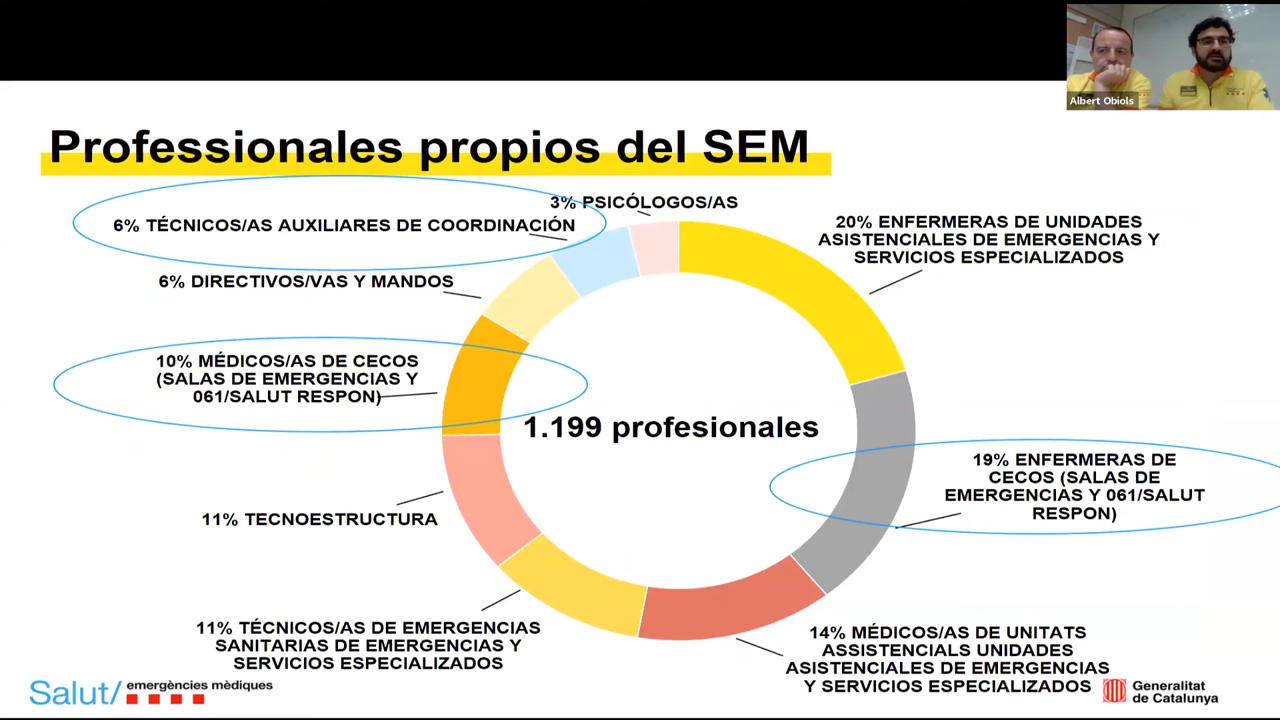 Albert Obiols
Professionales propios del SEM
3% PSICÓLOGOS/AS
6% TÉCNICOS/AS AUXILIARES DE COORDINACIÓN
6% DIRECTIVOS/VAS Y MANDOS
10% MÉDICOS/AS DE CECOS
(SALAS DE EMERGENCIAS Y
061/SALUT RESPON)
11% TECNOESTRUCTURA
11% TÉCNICOS/AS DE EMERGENCIAS
SANITARIAS DE EMERGENCIAS Y
SERVICIOS ESPECIALIZADOS
1.199 profesionales
20% ENFERMERAS DE UNIDADES
ASISTENCIALES DE EMERGENCIAS Y
SERVICIOS ESPECIALIZADOS
19% ENFERMERAS DE
CECOS (SALAS DE
EMERGENCIAS Y 061/SALUT
RESPON)
14% MÉDICOS/AS DE UNITATS
ASSISTENCIALS UNIDADES
ASISTENCIALES DE EMERGENCIAS
Y SERVICIOS ESPECIALIZADOS
Salut/ emergències mèdiques
Generalitat
de Catalunya